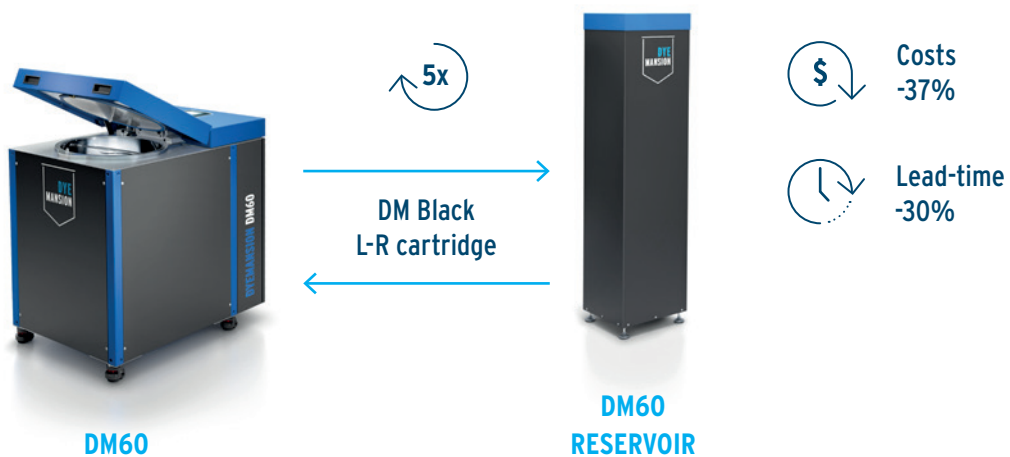 DYE
MANSION
DYEMANSION DM60
DM60
5x
DM Black
L-R cartridge
DYE
MANSION
DM60
RESERVOIR
$
Costs
-37%
Lead-time
-30%